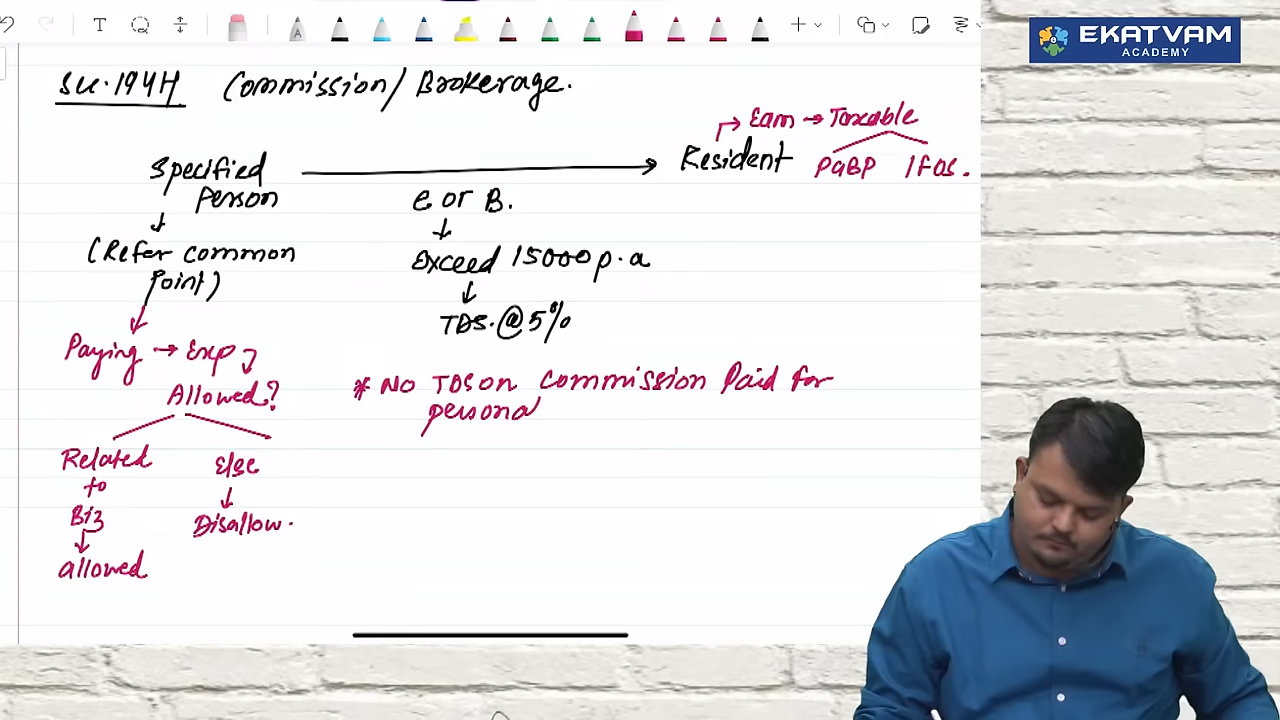 EKATVAM
ACADEMY
Sec. 194H Commission/ Brokerage.
Earn → Taxable
PGBP IFOS.
Specified Person → Resident
C or B.
(Refer common Point)
Exceed 15000 p.a
TDS. @ 5%
Paying → Exp
Allowed?
Related to Biz
allowed
Else
Disallow.
* No TDS on commission Paid for
personal